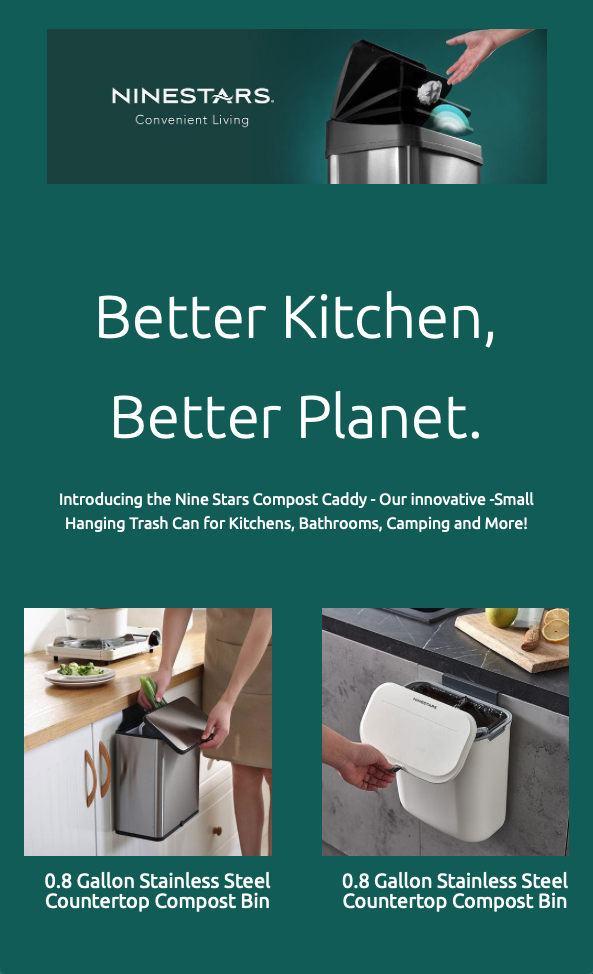 NINESTARS®
Convenient Living
Better Kitchen,
Better Planet.
Introducing the Nine Stars Compost Caddy - Our innovative -Small
Hanging Trash Can for Kitchens, Bathrooms, Camping and More!
NINESTARS
0.8 Gallon Stainless Steel
Countertop Compost Bin
0.8 Gallon Stainless Steel
Countertop Compost Bin